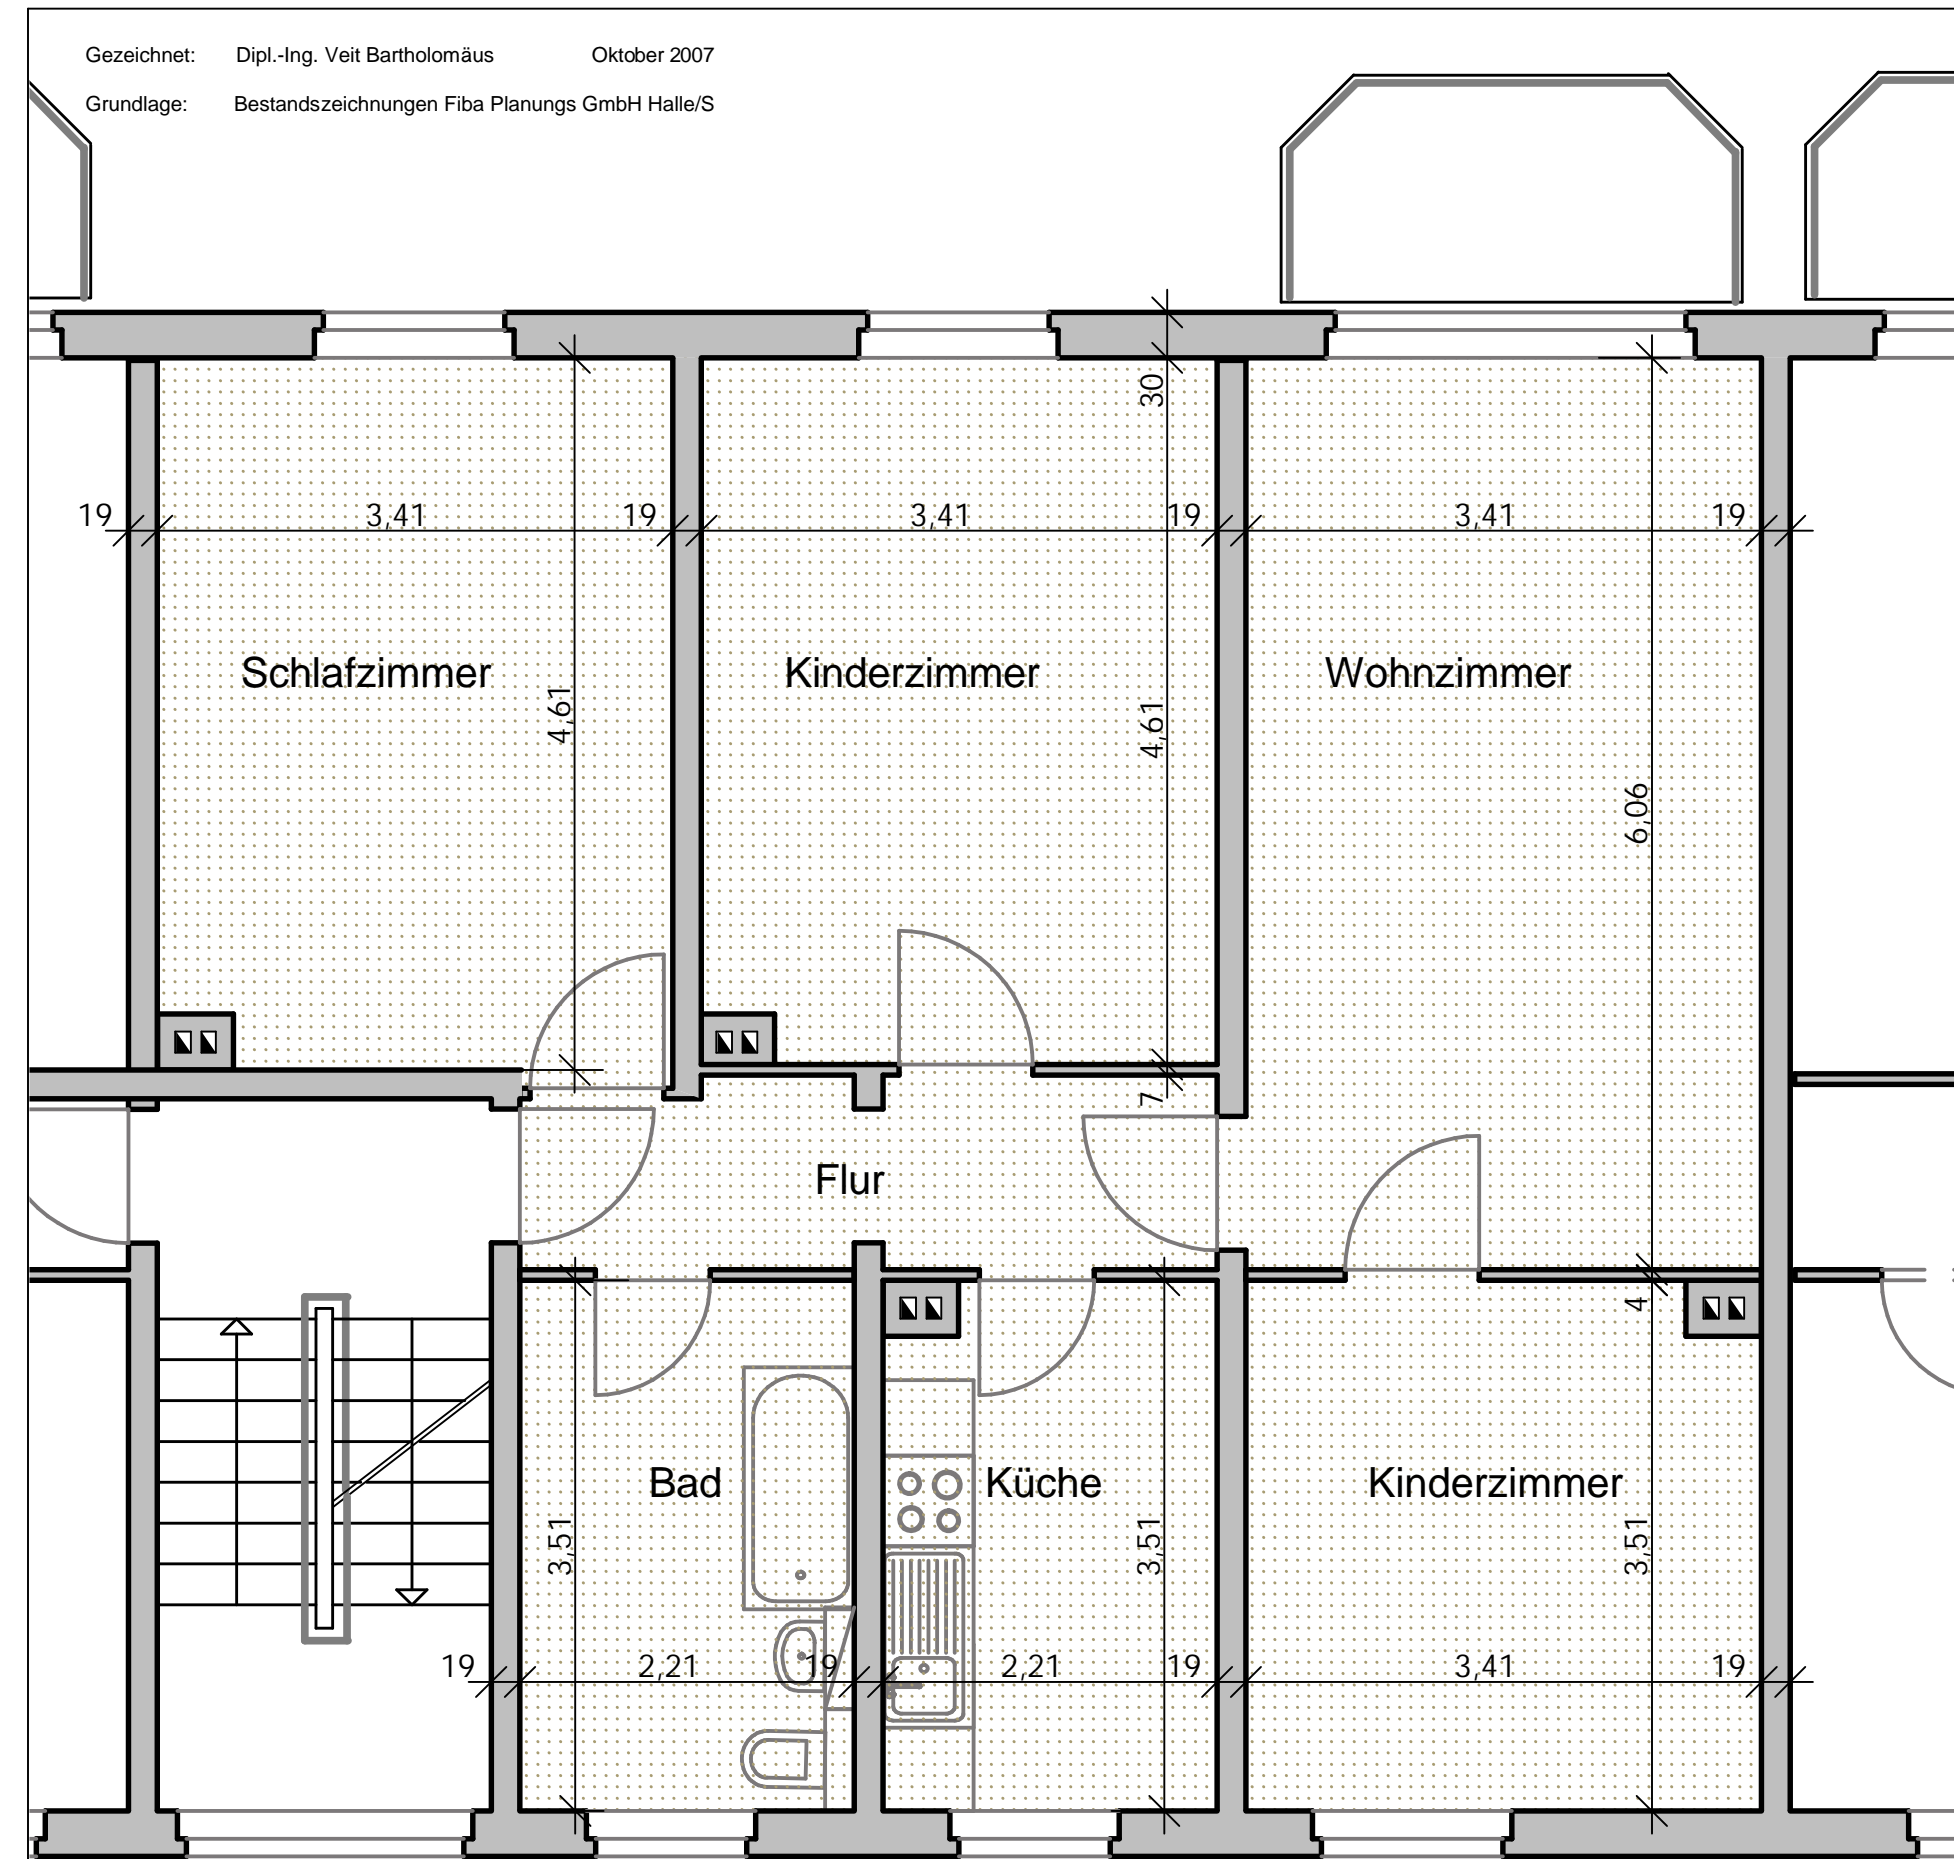 Gezeichnet: Dipl.-Ing. Veit Bartholomäus Oktober 2007
Grundlage: Bestandszeichnungen Fiba Planungs GmbH Halle/S
30
19 3,41 19 3,41 19 3,41 19
Schlafzimmer Kinderzimmer Wohnzimmer
4,61 4,61 6,06
7
Flur
4
Bad Küche Kinderzimmer
3,51 3,51 3,51
19 2,21 19 2,21 19 3,41 19